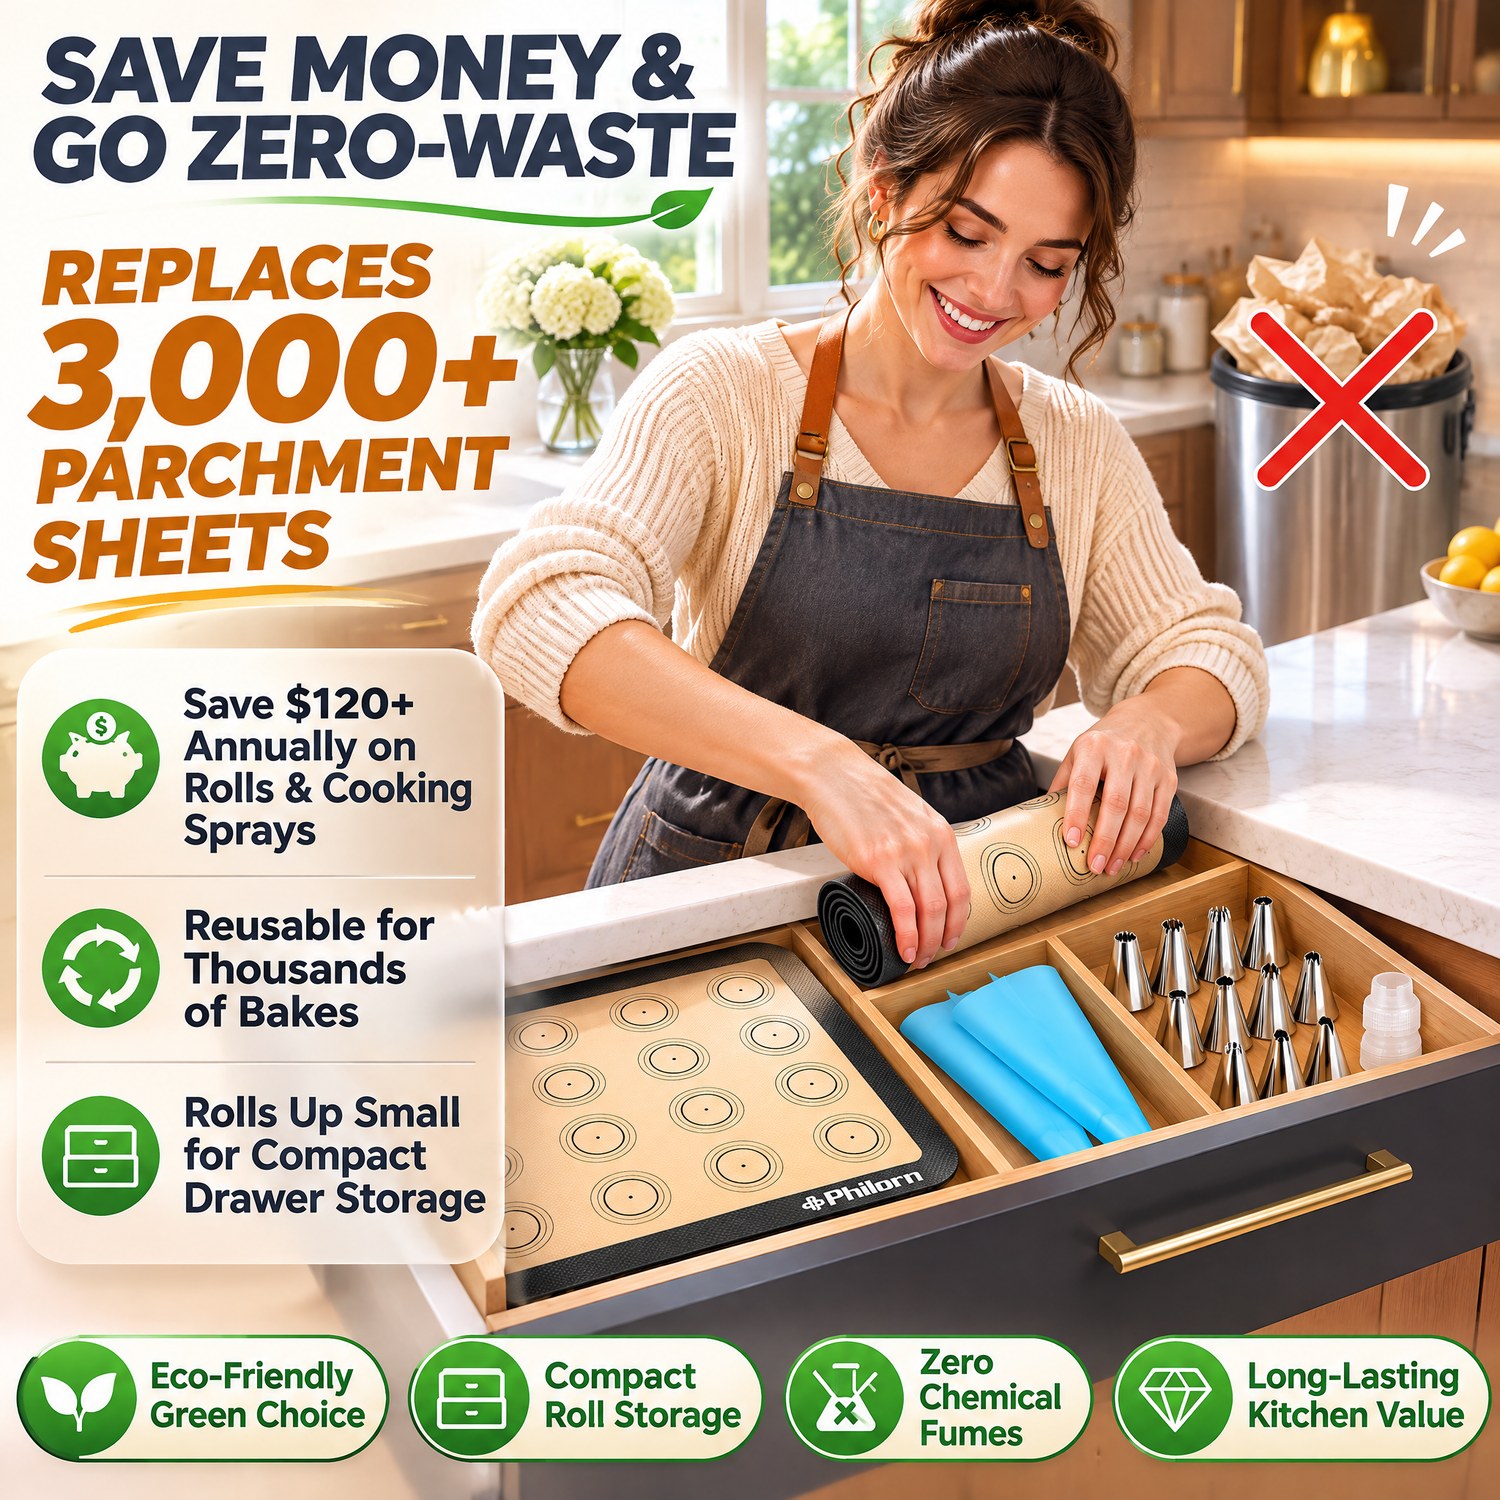 SAVE MONEY &
GO ZERO-WASTE
REPLACES
3,000+
PARCHMENT
SHEETS
$
Save $120+
Annually on
Rolls & Cooking
Sprays
Reusable for
Thousands
of Bakes
Rolls Up Small
for Compact
Drawer Storage
Philorn
Eco-Friendly
Green Choice
Compact
Roll Storage
Zero
Chemical
Fumes
Long-Lasting
Kitchen Value